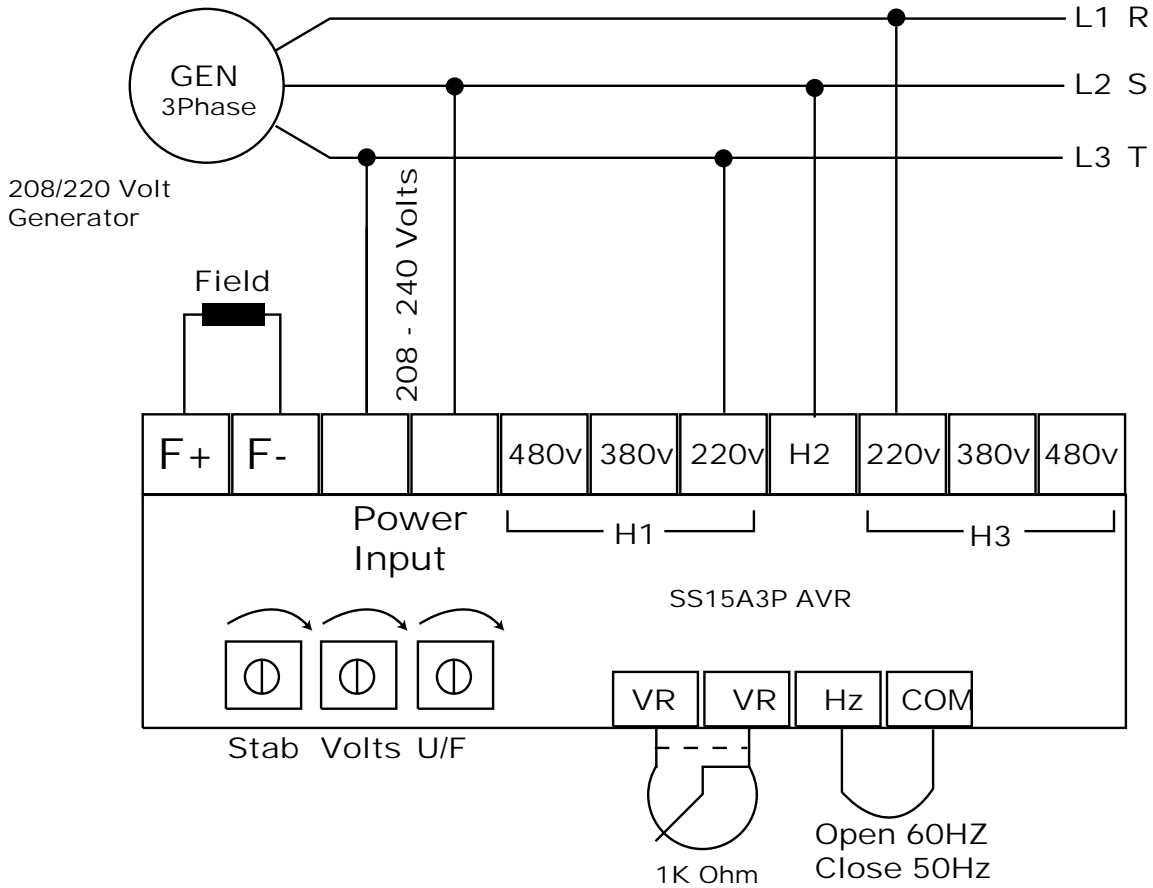 L1 R
GEN
3Phase
L2 S
L3 T
208/220 Volt
Generator
208 - 240 Volts
Field
F+ F- 480v 380v 220v H2 220v 380v 480v
Power
Input
H1
H3
SS15A3P AVR
VR VR Hz COM
Stab Volts U/F
Open 60HZ
Close 50Hz
1K Ohm